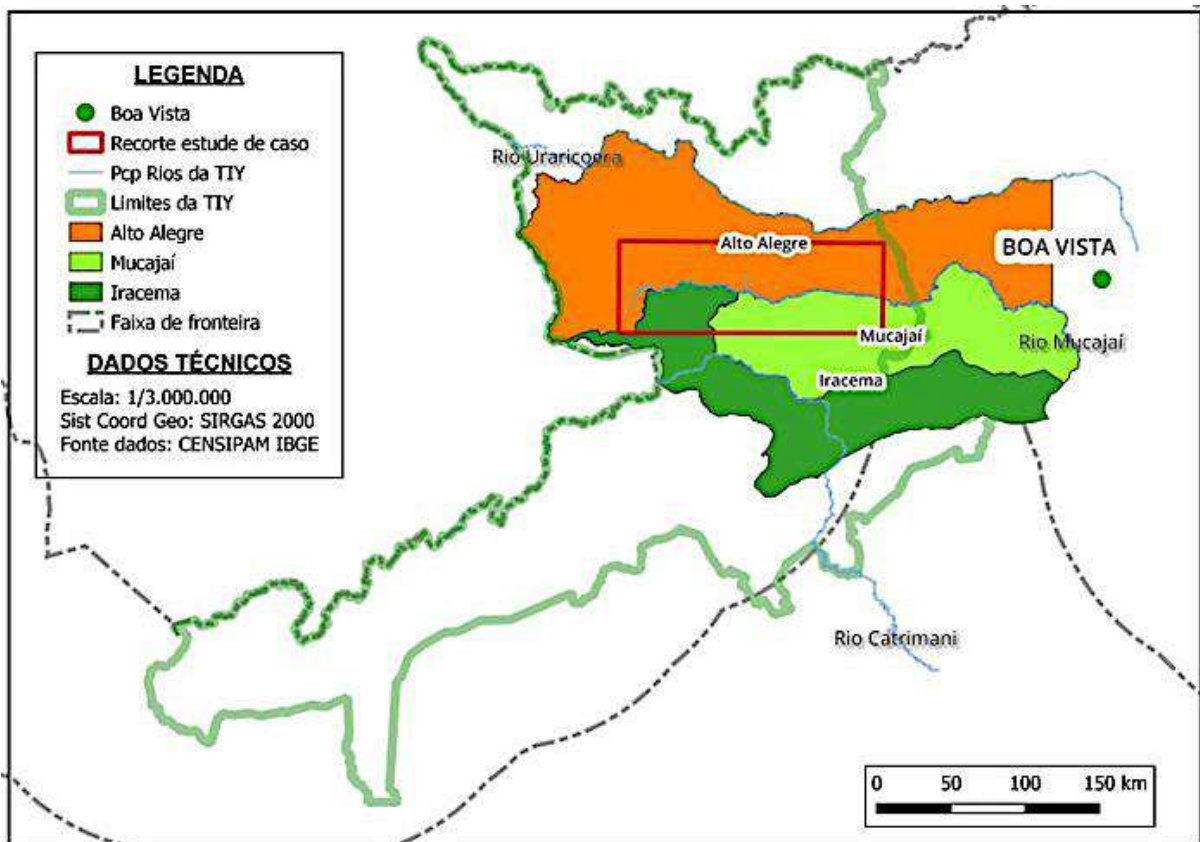 LEGENDA
Boa Vista
Recorte estude de caso
Pcp Rios da TIY
Limites da TIY
Alto Alegre
Mucajaí
Iracema
Faixa de fronteira
DADOS TÉCNICOS
Escala: 1/3.000.000
Sist Coord Geo: SIRGAS 2000
Fonte dados: CENSIPAM IBGE
Rio Uraricoera
Alto Alegre
BOA VISTA
Mucajaí
Rio Mucajaí
Iracema
Rio Catrimani
0 50 100 150 km